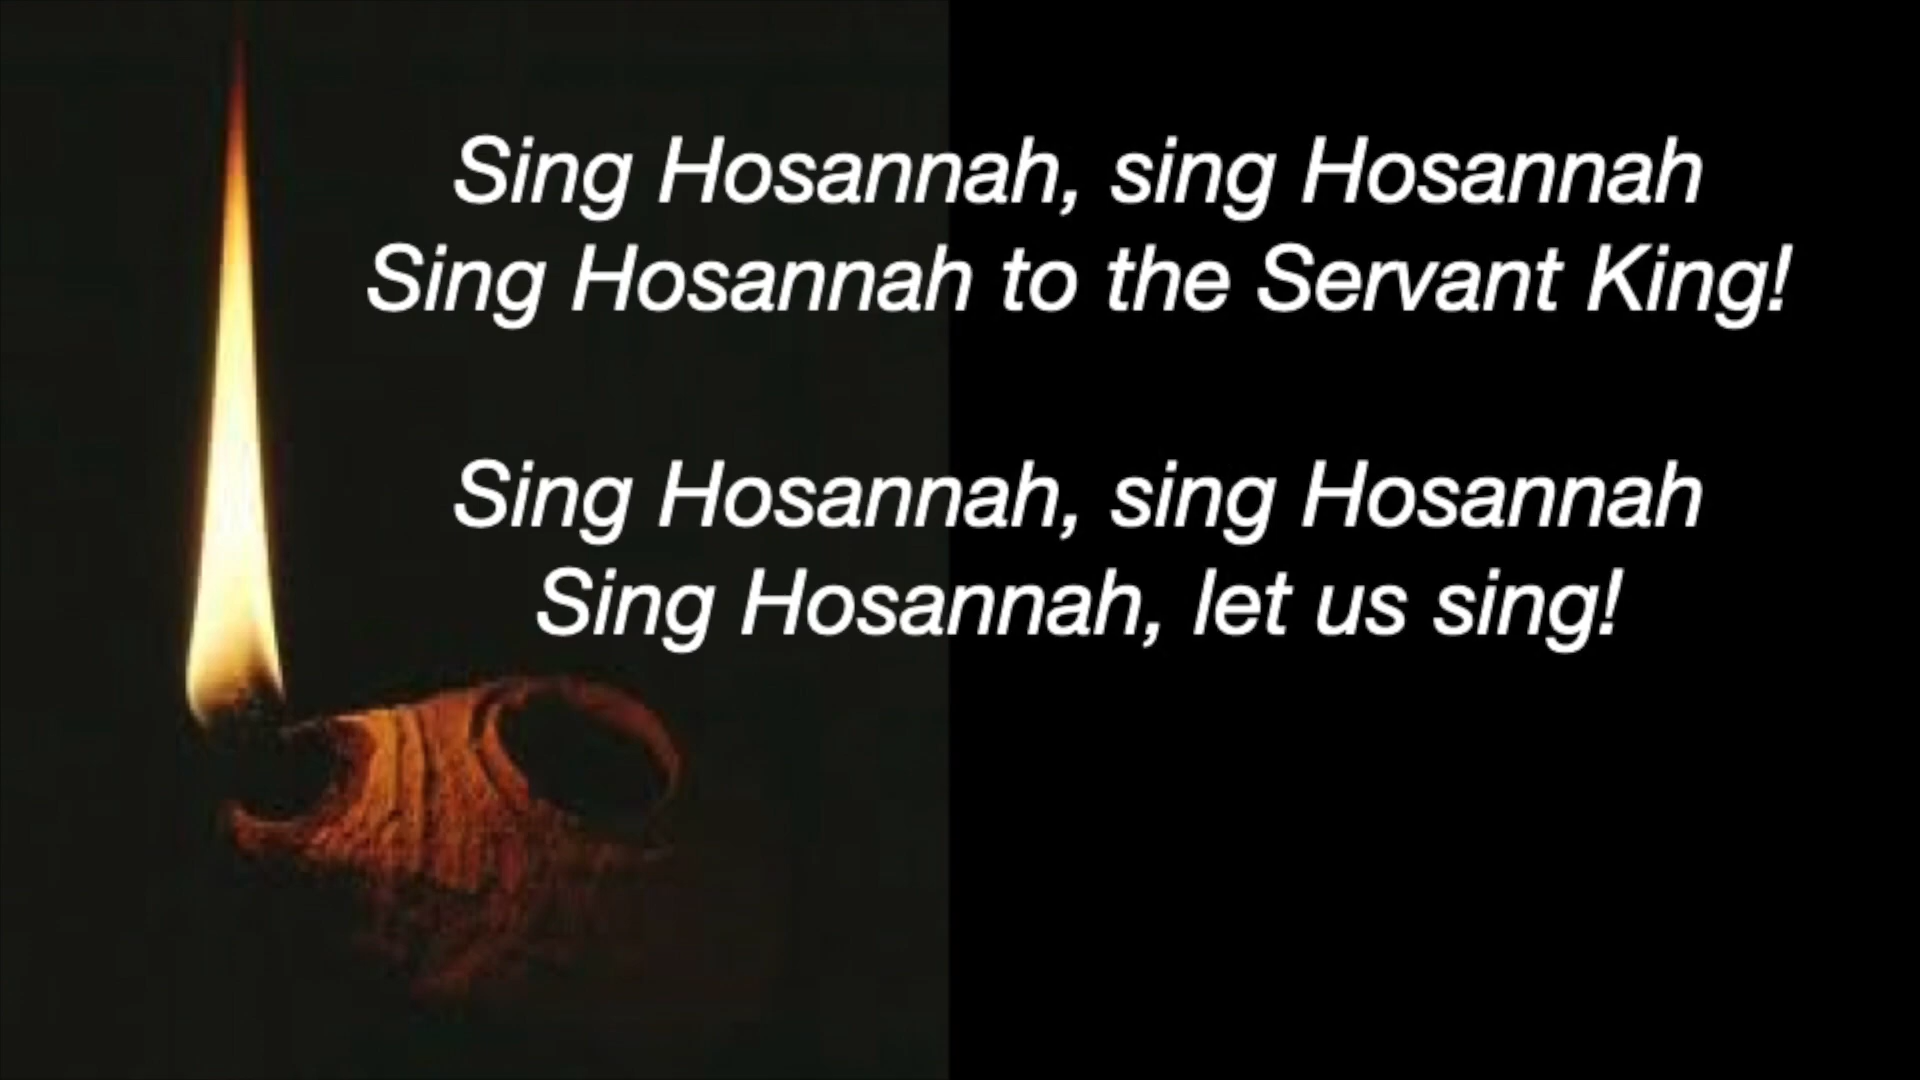 Sing Hosannah, sing Hosannah
Sing Hosannah to the Servant King!
Sing Hosannah, sing Hosannah
Sing Hosannah, let us sing!